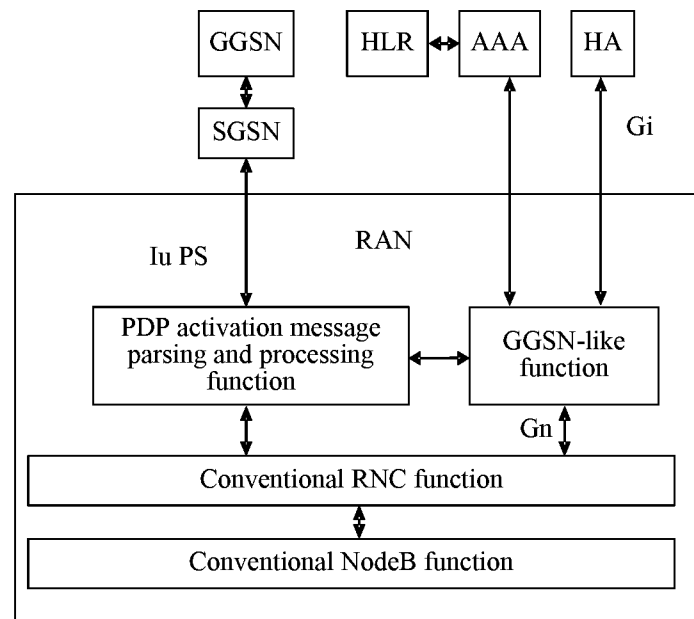 GGSN
HLR
AAA
HA
SGSN
Gi
Iu PS
RAN
PDP activation message
parsing and processing
function
GGSN-like
function
Gn
Conventional RNC function
Conventional NodeB function